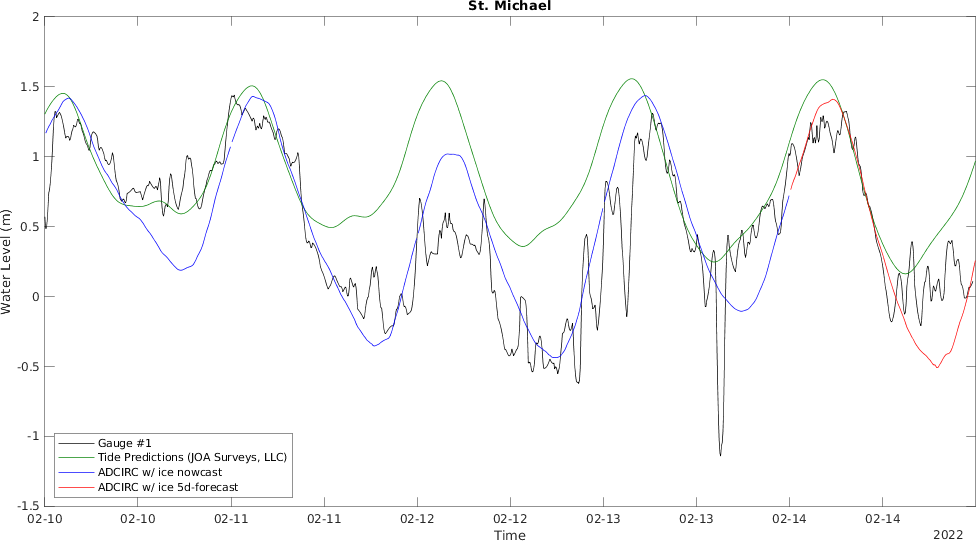 St. Michael
2
1.5
1
0.5
0
-0.5
-1
-1.5
Water Level (m)
Gauge #1
Tide Predictions (JOA Surveys, LLC)
ADCIRC w/ ice nowcast
ADCIRC w/ ice 5d-forecast
02-10 02-10 02-11 02-11 02-12 02-12 02-13 02-13 02-14 02-14
Time
2022